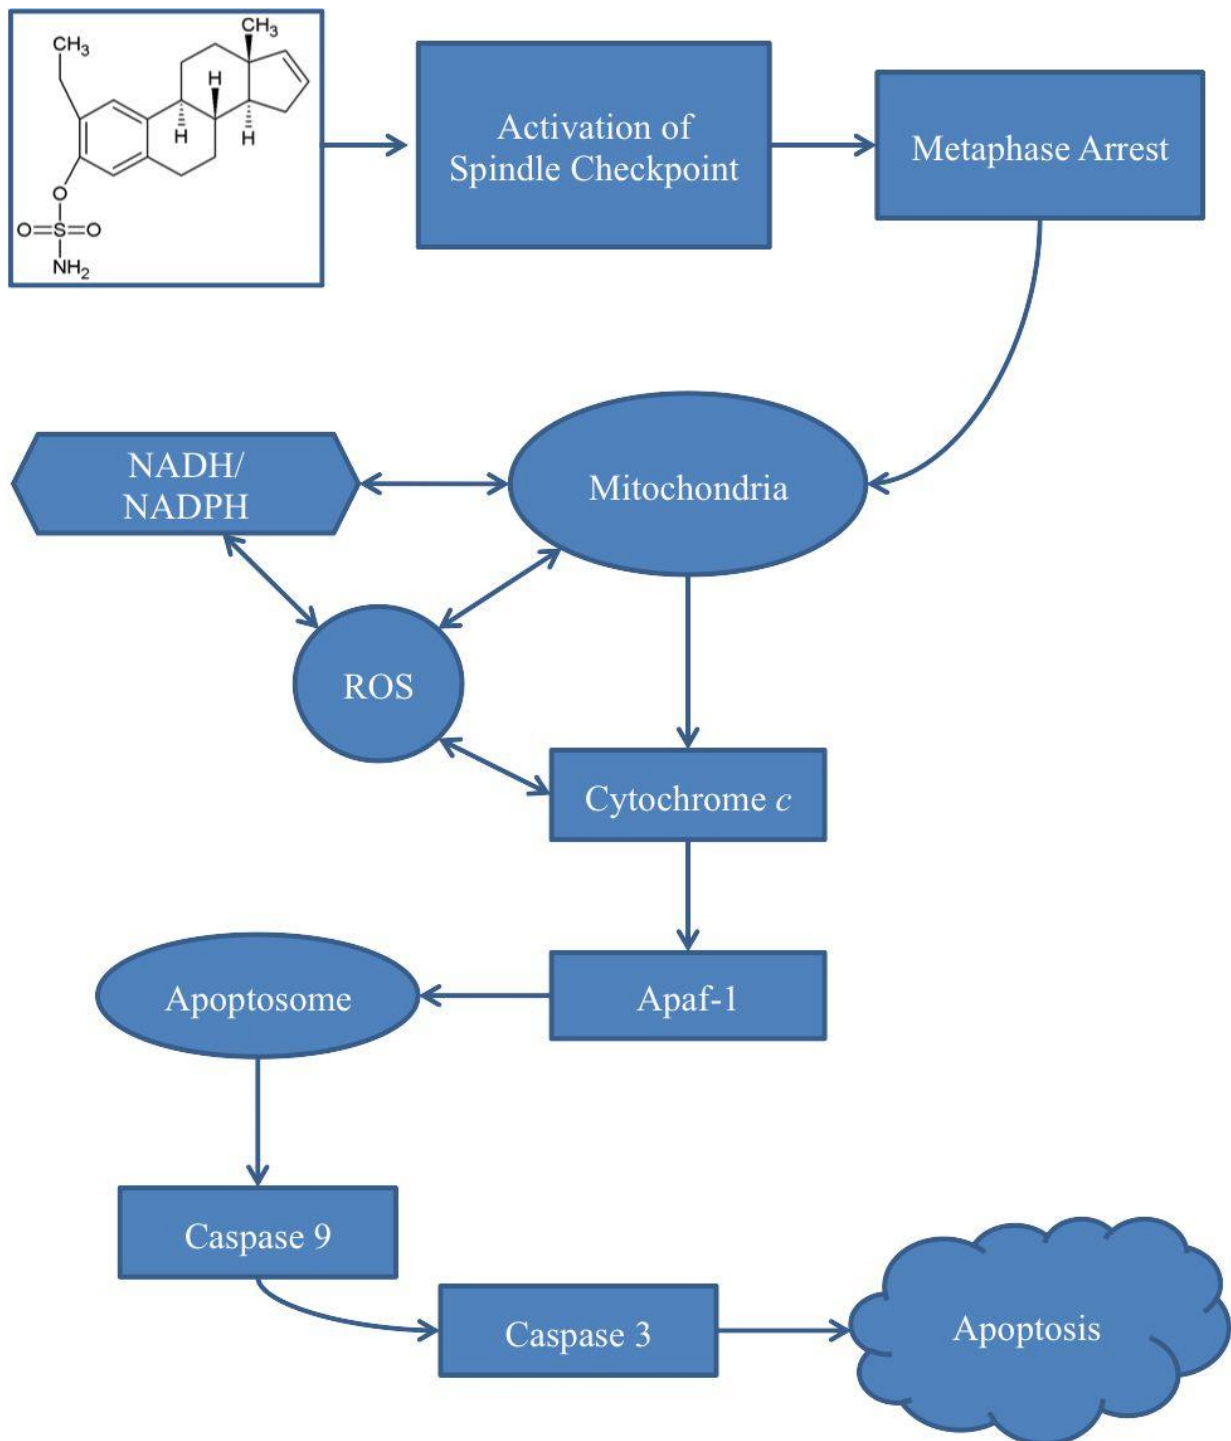 CH₃
CH₃
H
H
H
O
O=S=O
NH₂
Activation of
Spindle Checkpoint
Metaphase Arrest
NADH/
NADPH
Mitochondria
ROS
Cytochrome c
Apaf-1
Apoptosome
Caspase 9
Caspase 3
Apoptosis